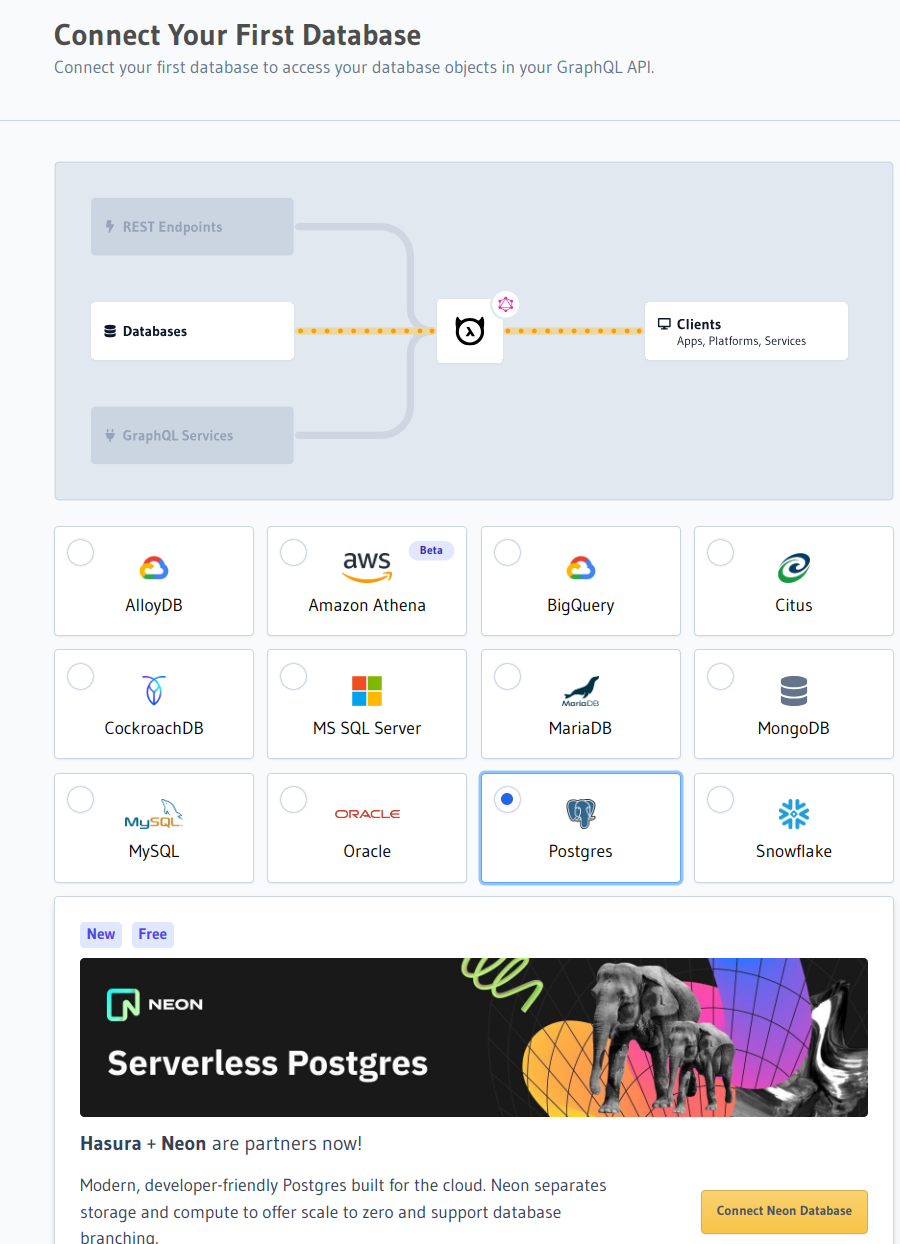 Connect Your First Database
Connect your first database to access your database objects in your GraphQL API.
REST Endpoints
Databases
Clients
Apps, Platforms, Services
GraphQL Services
AlloyDB
aws
Beta
Amazon Athena
BigQuery
Citus
CockroachDB
MS SQL Server
MariaDB
MariaDB
MongoDB
MySQL
MySQL
ORACLE
Oracle
Postgres
Snowflake
New
Free
NEON
Serverless Postgres
Hasura + Neon are partners now!
Modern, developer-friendly Postgres built for the cloud. Neon separates
storage and compute to offer scale to zero and support database
branching.
Connect Neon Database